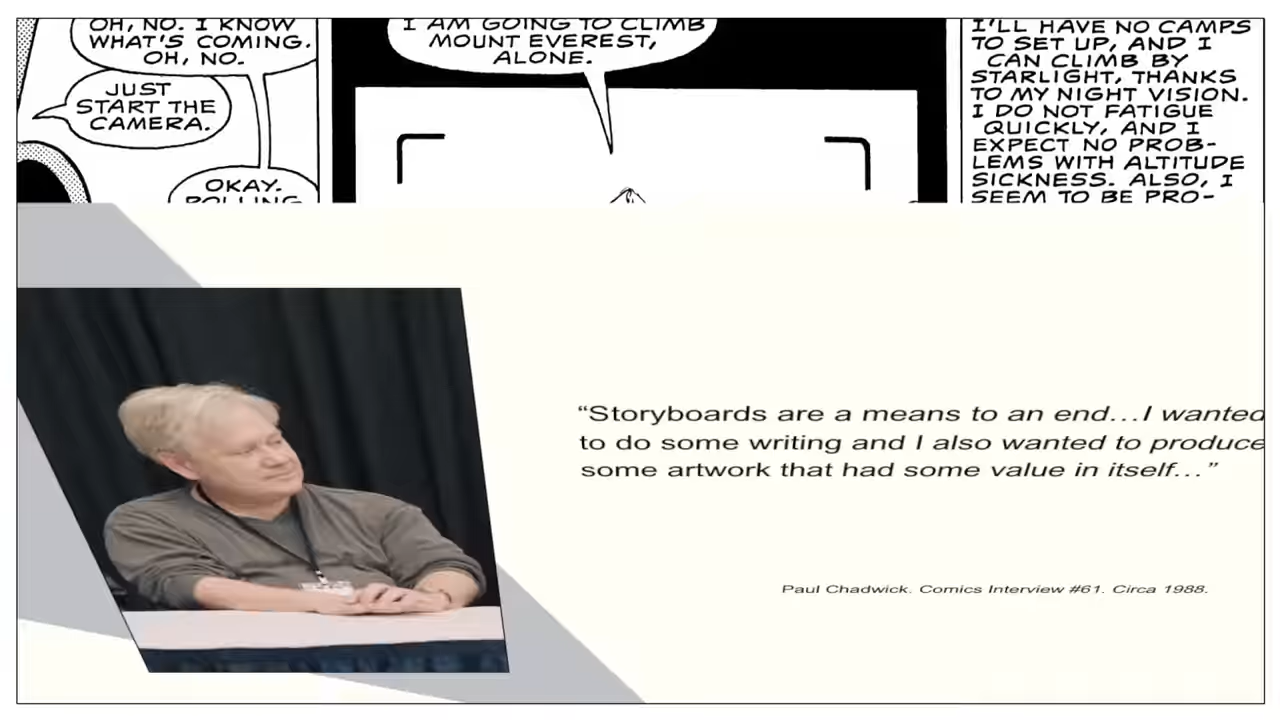 OH, NO. I KNOW
WHAT'S COMING.
OH, NO.
JUST
START THE
CAMERA.
OKAY.
ROLLING
I AM GOING TO CLIMB
MOUNT EVEREST,
ALONE.
I'LL HAVE NO CAMPS
TO SET UP, AND I
CAN CLIMB BY
STARLIGHT, THANKS
TO MY NIGHT VISION.
I DO NOT FATIGUE
QUICKLY, AND I
EXPECT NO PROB-
LEMS WITH ALTITUDE
SICKNESS. ALSO, I
SEEM TO BE PRO-
“Storyboards are a means to an end…I wanted
to do some writing and I also wanted to produce
some artwork that had some value in itself…”
Paul Chadwick. Comics Interview #61. Circa 1988.